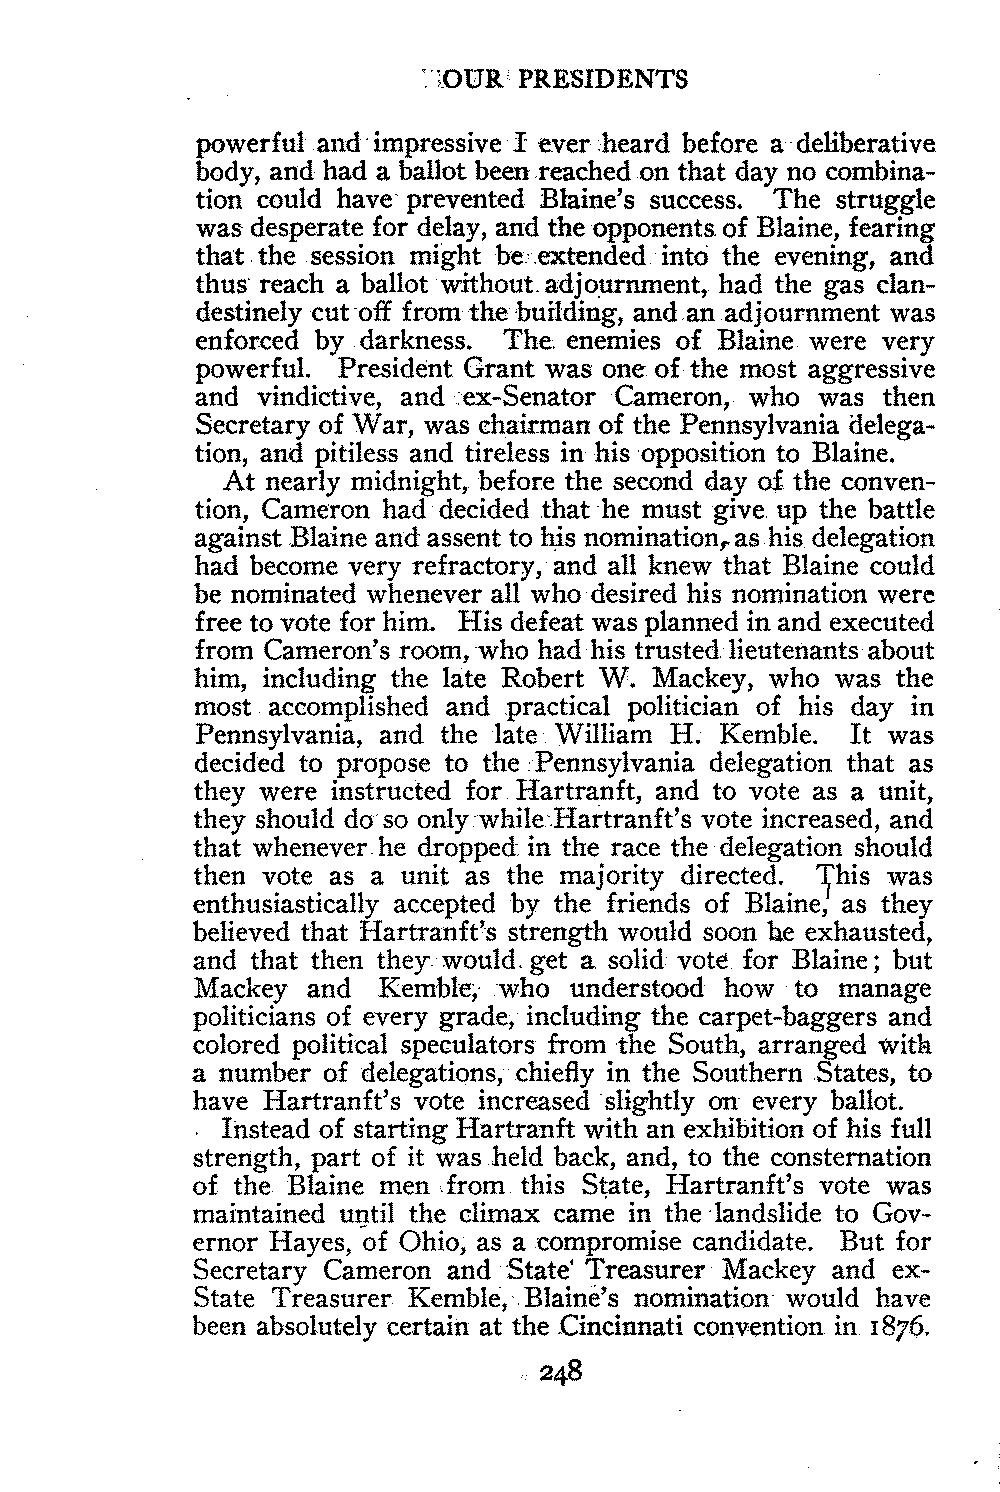 OUR PRESIDENTS
powerful and impressive I ever heard before a deliberative
body, and had a ballot been reached on that day no combina-
tion could have prevented Blaine's success. The struggle
was desperate for delay, and the opponents of Blaine, fearing
that the session might be extended into the evening, and
thus reach a ballot without adjournment, had the gas clan-
destinely cut off from the building, and an adjournment was
enforced by darkness. The enemies of Blaine were very
powerful. President Grant was one of the most aggressive
and vindictive, and ex-Senator Cameron, who was then
Secretary of War, was chairman of the Pennsylvania delega-
tion, and pitiless and tireless in his opposition to Blaine.
At nearly midnight, before the second day of the conven-
tion, Cameron had decided that he must give up the battle
against Blaine and assent to his nomination, as his delegation
had become very refractory, and all knew that Blaine could
be nominated whenever all who desired his nomination were
free to vote for him. His defeat was planned in and executed
from Cameron's room, who had his trusted lieutenants about
him, including the late Robert W. Mackey, who was the
most accomplished and practical politician of his day in
Pennsylvania, and the late William H. Kemble. It was
decided to propose to the Pennsylvania delegation that as
they were instructed for Hartranft, and to vote as a unit,
they should do so only while Hartranft's vote increased, and
that whenever he dropped in the race the delegation should
then vote as a unit as the majority directed. This was
enthusiastically accepted by the friends of Blaine, as they
believed that Hartranft's strength would soon be exhausted,
and that then they would get a solid vote for Blaine; but
Mackey and Kemble, who understood how to manage
politicians of every grade, including the carpet-baggers and
colored political speculators from the South, arranged with
a number of delegations, chiefly in the Southern States, to
have Hartranft's vote increased slightly on every ballot.
Instead of starting Hartranft with an exhibition of his full
strength, part of it was held back, and, to the consternation
of the Blaine men from this State, Hartranft's vote was
maintained until the climax came in the landslide to Gov-
ernor Hayes, of Ohio, as a compromise candidate. But for
Secretary Cameron and State Treasurer Mackey and ex-
State Treasurer Kemble, Blaine's nomination would have
been absolutely certain at the Cincinnati convention in 1876.
248